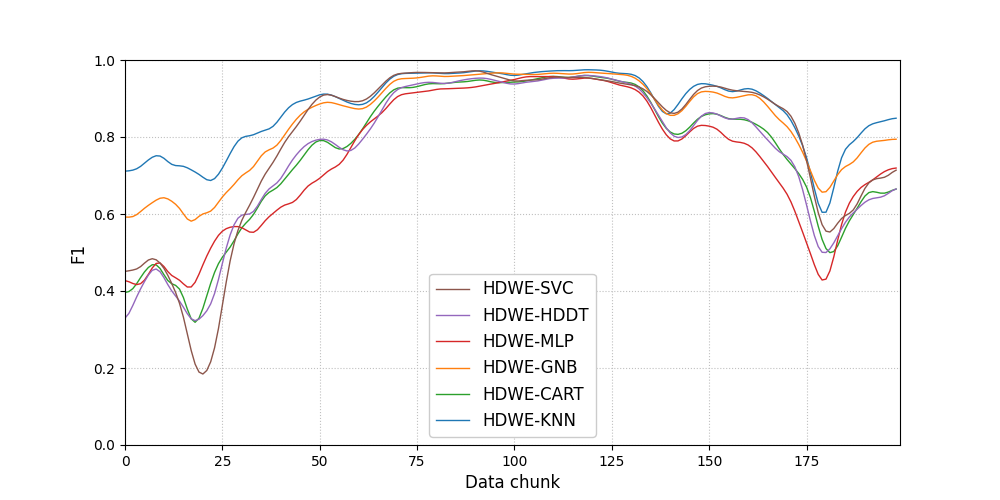 1.0
0.8
0.6
0.4
0.2
0.0
F1
HDWE-SVC
HDWE-HDDT
HDWE-MLP
HDWE-GNB
HDWE-CART
HDWE-KNN
0 25 50 75 100 125 150 175
Data chunk